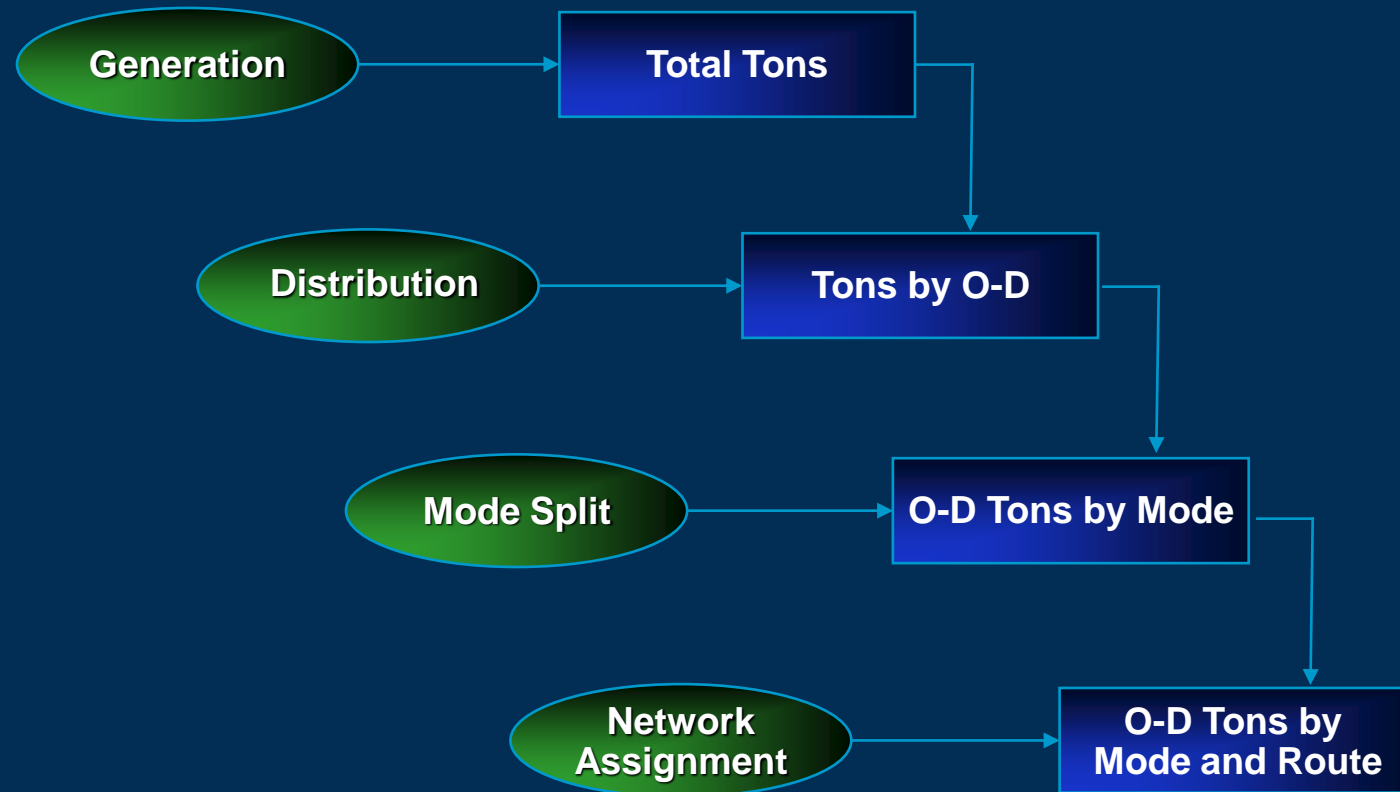 Generation
Total Tons
Distribution
Tons by O-D
Mode Split
O-D Tons by Mode
Network
Assignment
O-D Tons by
Mode and Route